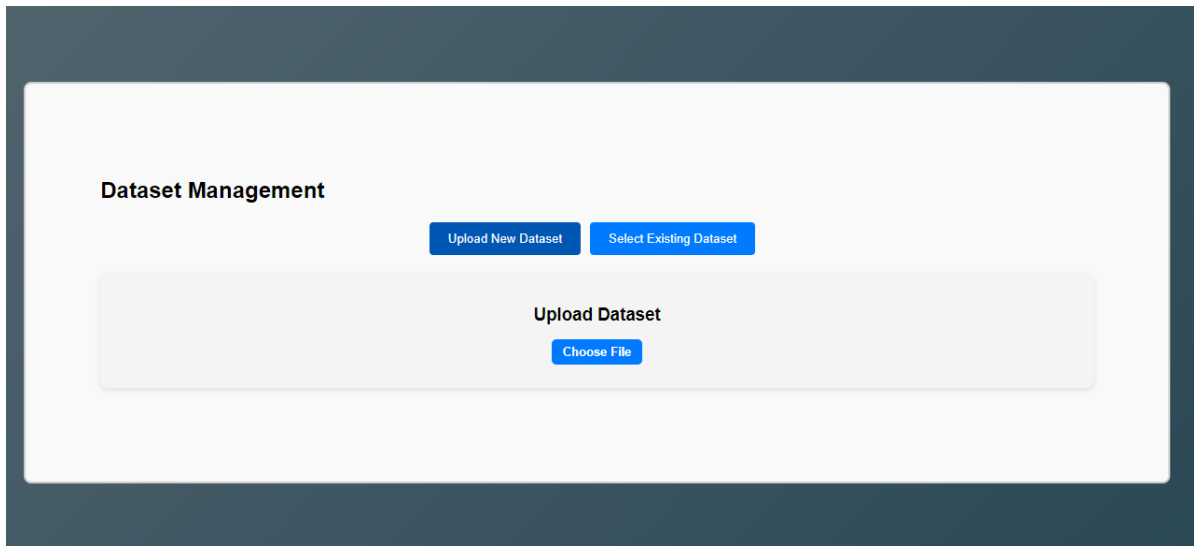 Dataset Management
Upload New Dataset Select Existing Dataset
Upload Dataset
Choose File